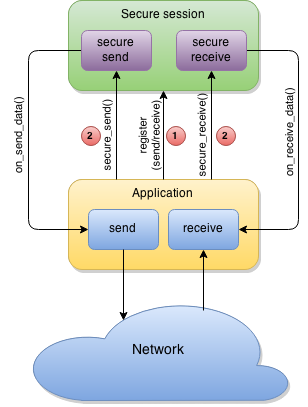 Secure session
secure
send
secure
receive
on_send_data()
2
secure_send()
register
(send/receive)
1
secure_receive()
2
on_receive_data()
Application
send
receive
Network